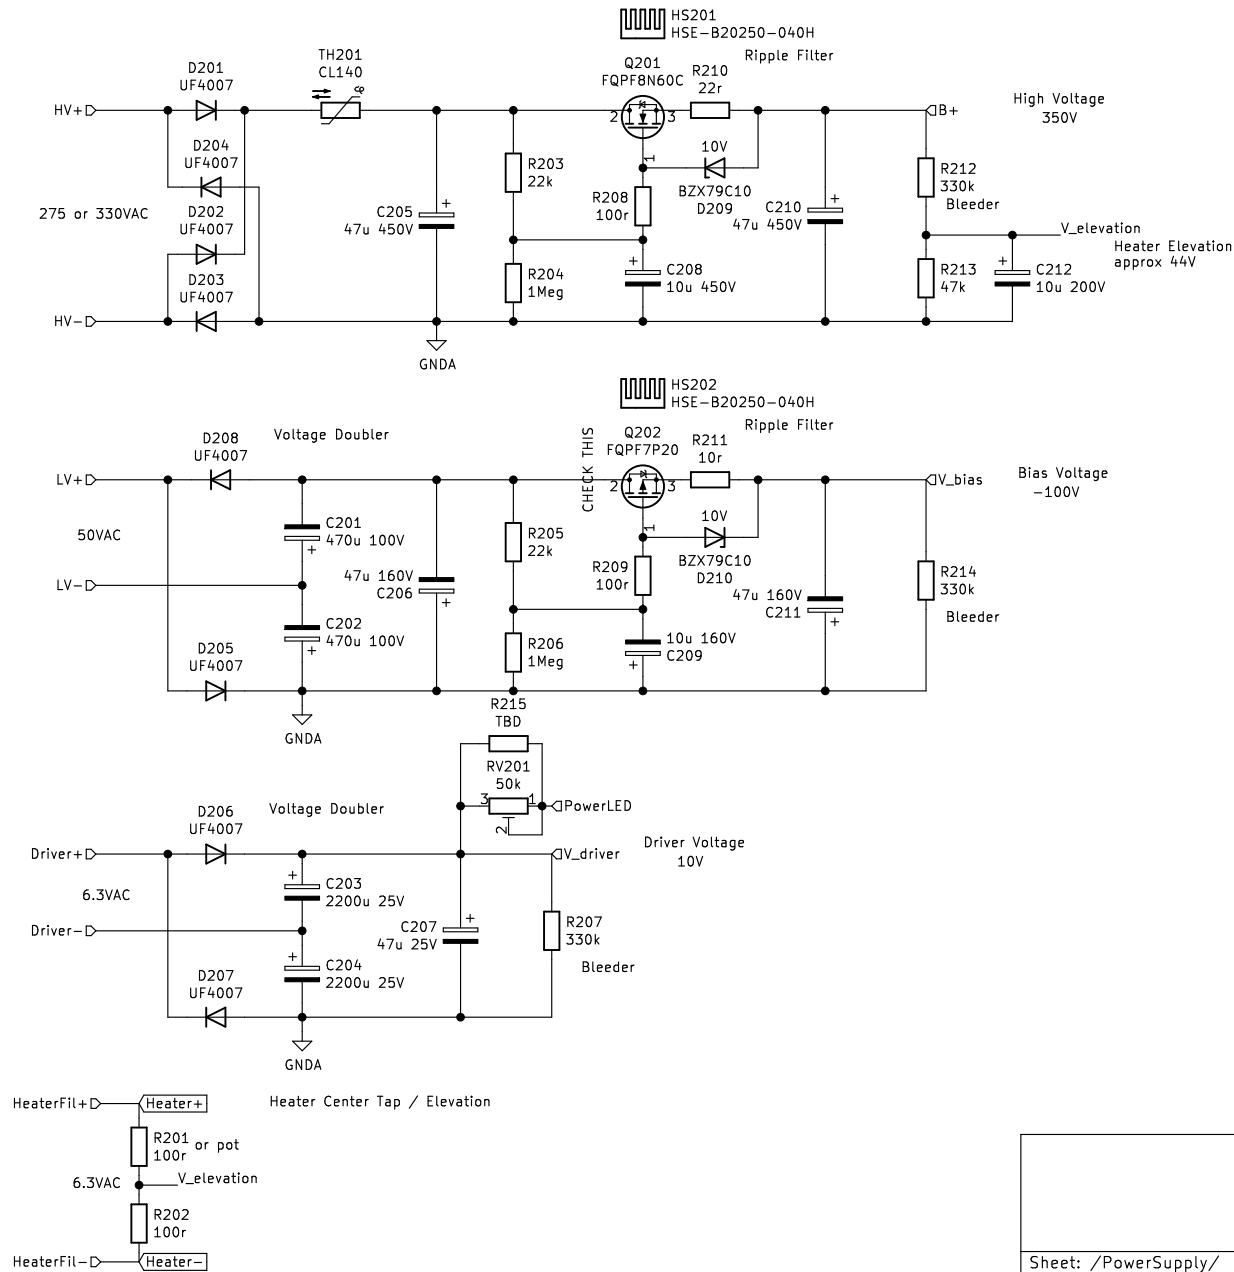 HS201
HSE-B20250-040H
Ripple Filter
TH201
CL140
D201
UF4007
Q201
FQPF8N60C
R210
22r
HV+
2
3
1
B+
High Voltage
350V
D204
UF4007
R203
22k
10V
BZX79C10
D209
R208
100r
R212
330k
Bleeder
275 or 330VAC
D202
UF4007
C205
47u 450V
+
C210
47u 450V
+
V_elevation
Heater Elevation
approx 44V
D203
UF4007
R204
1Meg
+
C208
10u 450V
R213
47k
+
C212
10u 200V
HV-
GNDA
HS202
HSE-B20250-040H
Ripple Filter
D208
UF4007
Voltage Doubler
CHECK THIS
Q202
FQPF7P20
R211
10r
LV+
2
3
1
V_bias
Bias Voltage
-100V
50VAC
C201
470u 100V
+
R205
22k
10V
BZX79C10
D210
R209
100r
LV-
47u 160V
C206
+
47u 160V
C211
+
R214
330k
Bleeder
C202
470u 100V
+
R206
1Meg
10u 160V
C209
+
D205
UF4007
GNDA
R215
TBD
RV201
50k
3
1
2
PowerLED
D206
UF4007
Voltage Doubler
Driver+
V_driver
Driver Voltage
10V
6.3VAC
+
C203
2200u 25V
C207
47u 25V
+
R207
330k
Bleeder
Driver-
+
C204
2200u 25V
D207
UF4007
GNDA
HeaterFil+
Heater+
Heater Center Tap / Elevation
R201
100r
or pot
6.3VAC
V_elevation
R202
100r
HeaterFil-
Heater-
Sheet: /PowerSupply/